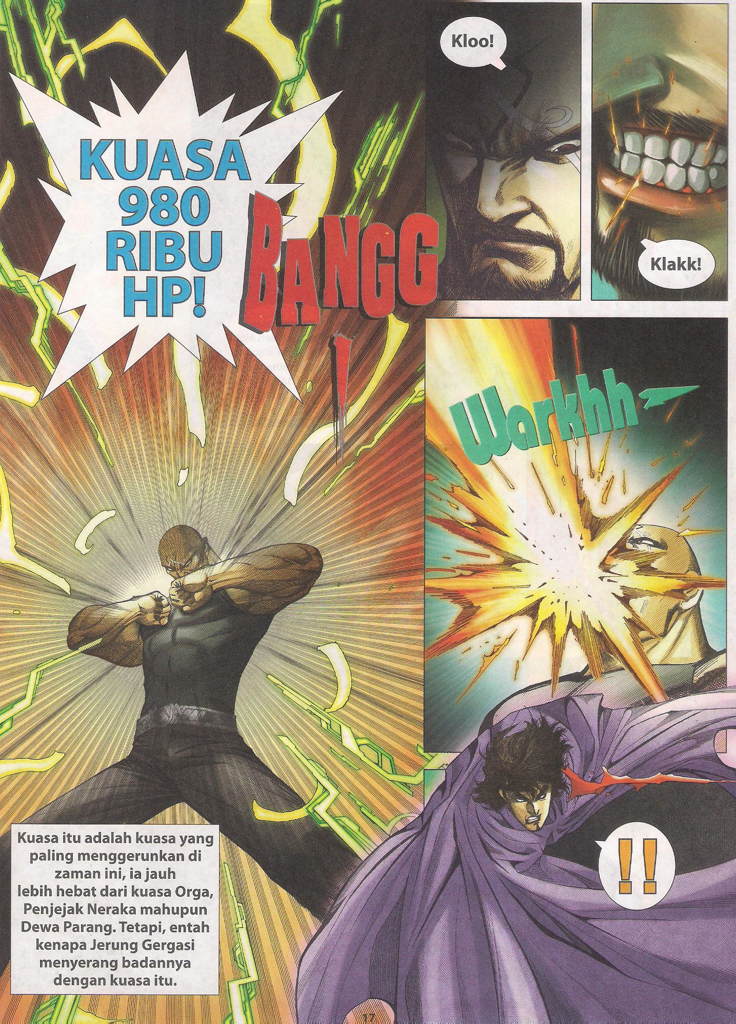 KUASA
980
RIBU
HP!
BANGG
!
Kloo!
Klakk!
Warkhh
!!
Kuasa itu adalah kuasa yang
paling menggerunkan di
zaman ini, ia jauh
lebih hebat dari kuasa Orga,
Penjejak Neraka mahupun
Dewa Parang. Tetapi, entah
kenapa Jerung Gergasi
menyerang badannya
dengan kuasa itu.
17